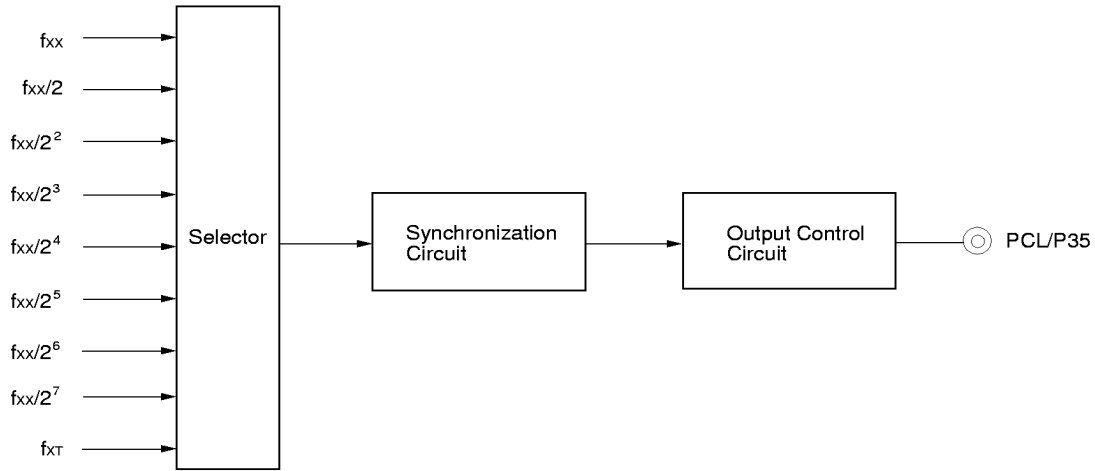 fXX
fXX/2
fXX/2²
fXX/2³
fXX/2⁴
fXX/2⁵
fXX/2⁶
fXX/2⁷
fXT
Selector
Synchronization
Circuit
Output Control
Circuit
PCL/P35